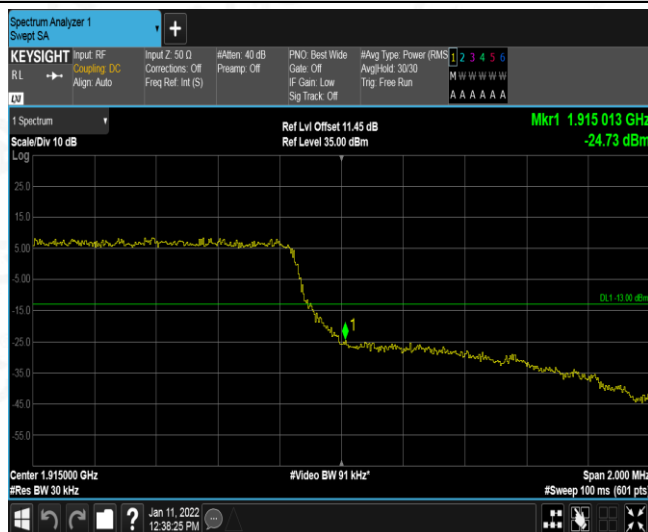 Spectrum Analyzer 1
Swept SA
+
KEYSIGHT
RL
LXI
Input: RF
Coupling: DC
Align: Auto
Input Z: 50 Ω
Corrections: Off
Freq Ref: Int (S)
#Atten: 40 dB
Preamp: Off
PNO: Best Wide
Gate: Off
IF Gain: Low
Sig Track: Off
#Avg Type: Power (RMS
Avg|Hold: 30/30
Trig: Free Run
1 2 3 4 5 6
M W W W W W
A A A A A A
1 Spectrum
Scale/Div 10 dB
Log
Ref Lvl Offset 11.45 dB
Ref Level 35.00 dBm
Mkr1 1.915 013 GHz
-24.73 dBm
25.0
15.0
5.00
-5.00
DL1 -13.00 dBm
-15.0
1
-25.0
-35.0
-45.0
-55.0
Center 1.915000 GHz
#Res BW 30 kHz
#Video BW 91 kHz*
Span 2.000 MHz
#Sweep 100 ms (601 pts)
?
Jan 11, 2022
12:38:25 PM